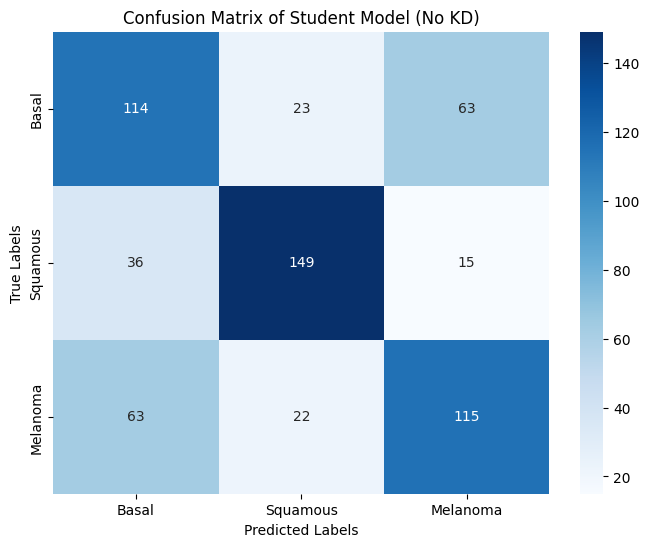 Confusion Matrix of Student Model (No KD)
True Labels
Basal
Squamous
Melanoma
114 23 63
36 149 15
63 22 115
Basal Squamous Melanoma
Predicted Labels
140
120
100
80
60
40
20